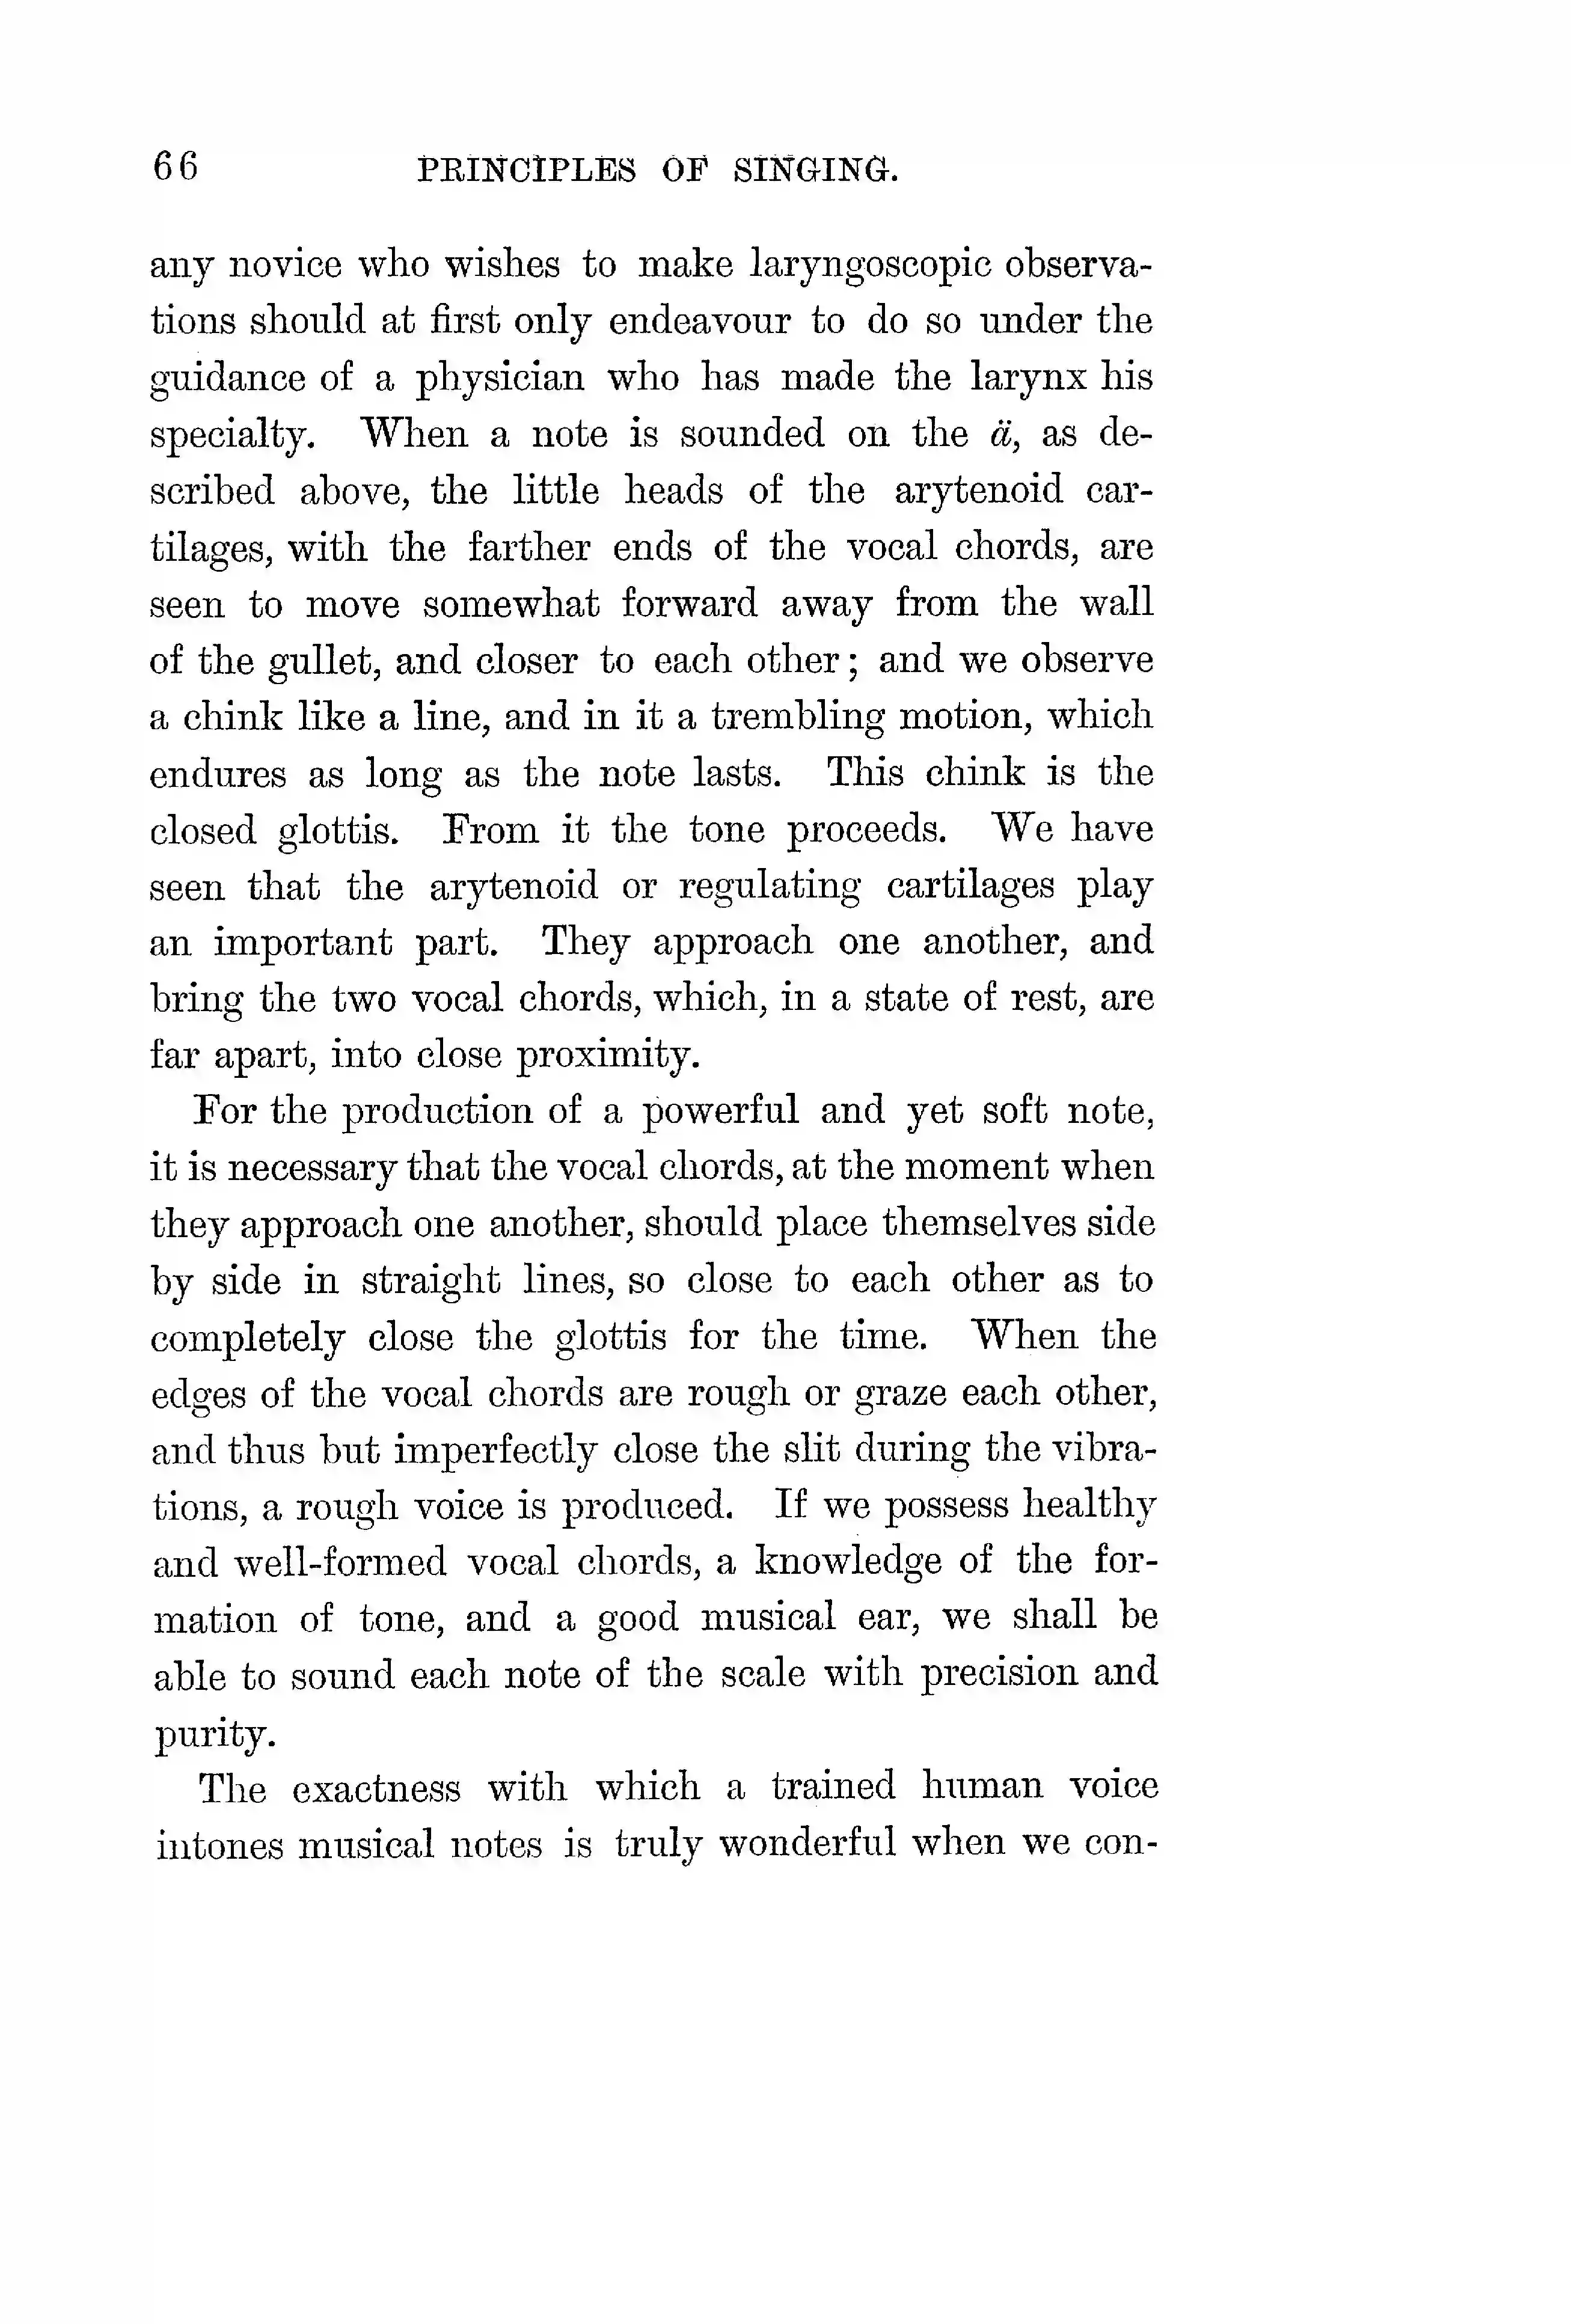 66 PRINCIPLES OF SINGING.
any novice who wishes to make laryngoscopic observa-
tions should at first only endeavour to do so under the
guidance of a physician who has made the larynx his
specialty. When a note is sounded on the ä, as de-
scribed above, the little heads of the arytenoid car-
tilages, with the farther ends of the vocal chords, are
seen to move somewhat forward away from the wall
of the gullet, and closer to each other; and we observe
a chink like a line, and in it a trembling motion, which
endures as long as the note lasts. This chink is the
closed glottis. From it the tone proceeds. We have
seen that the arytenoid or regulating cartilages play
an important part. They approach one another, and
bring the two vocal chords, which, in a state of rest, are
far apart, into close proximity.
For the production of a powerful and yet soft note,
it is necessary that the vocal chords, at the moment when
they approach one another, should place themselves side
by side in straight lines, so close to each other as to
completely close the glottis for the time. When the
edges of the vocal chords are rough or graze each other,
and thus but imperfectly close the slit during the vibra-
tions, a rough voice is produced. If we possess healthy
and well-formed vocal chords, a knowledge of the for-
mation of tone, and a good musical ear, we shall be
able to sound each note of the scale with precision and
purity.
The exactness with which a trained human voice
intones musical notes is truly wonderful when we con-